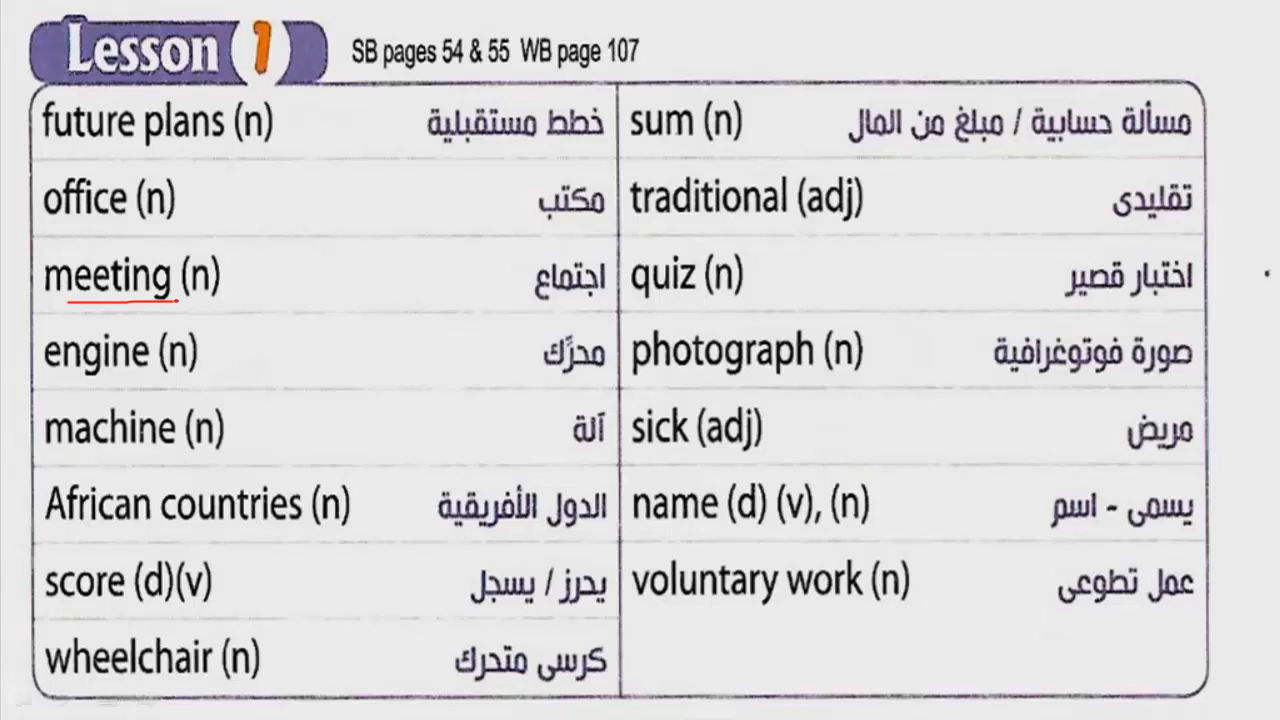 Lesson 1 SB pages 54 & 55 WB page 107
future plans (n) خطط مستقبلية
office (n) مكتب
meeting (n) اجتماع
engine (n) محرِّك
machine (n) آلة
African countries (n) الدول الأفريقية
score (d)(v) يحرز / يسجل
wheelchair (n) كرسى متحرك
sum (n) مسألة حسابية / مبلغ من المال
traditional (adj) تقليدى
quiz (n) اختبار قصير
photograph (n) صورة فوتوغرافية
sick (adj) مريض
name (d) (v), (n) يسمى - اسم
voluntary work (n) عمل تطوعى